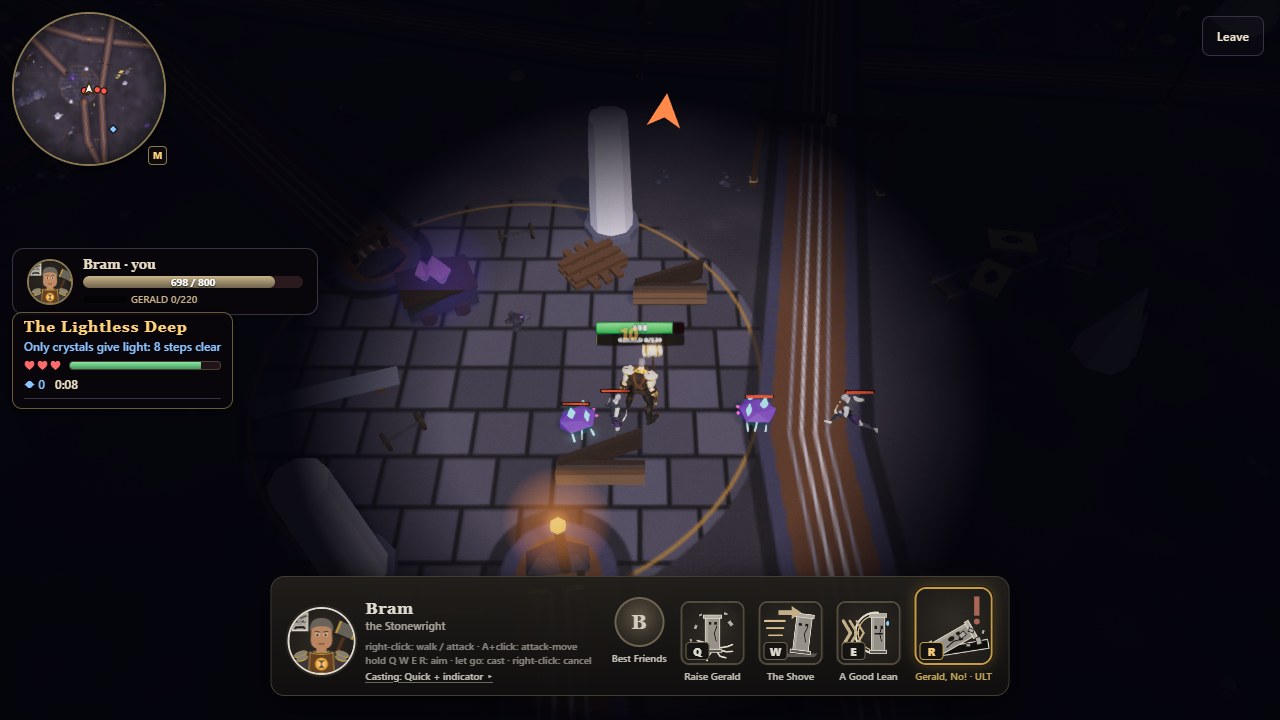 Leave
M
Bram - you
698 / 800
GERALD 0/220
The Lightless Deep
Only crystals give light: 8 steps clear
0 0:08
10
Bram
the Stonewright
right-click: walk / attack · A+click: attack-move
hold Q W E R: aim · let go: cast · right-click: cancel
Casting: Quick + indicator ▸
B
Best Friends
Q
Raise Gerald
W
The Shove
E
A Good Lean
R
Gerald, No! · ULT